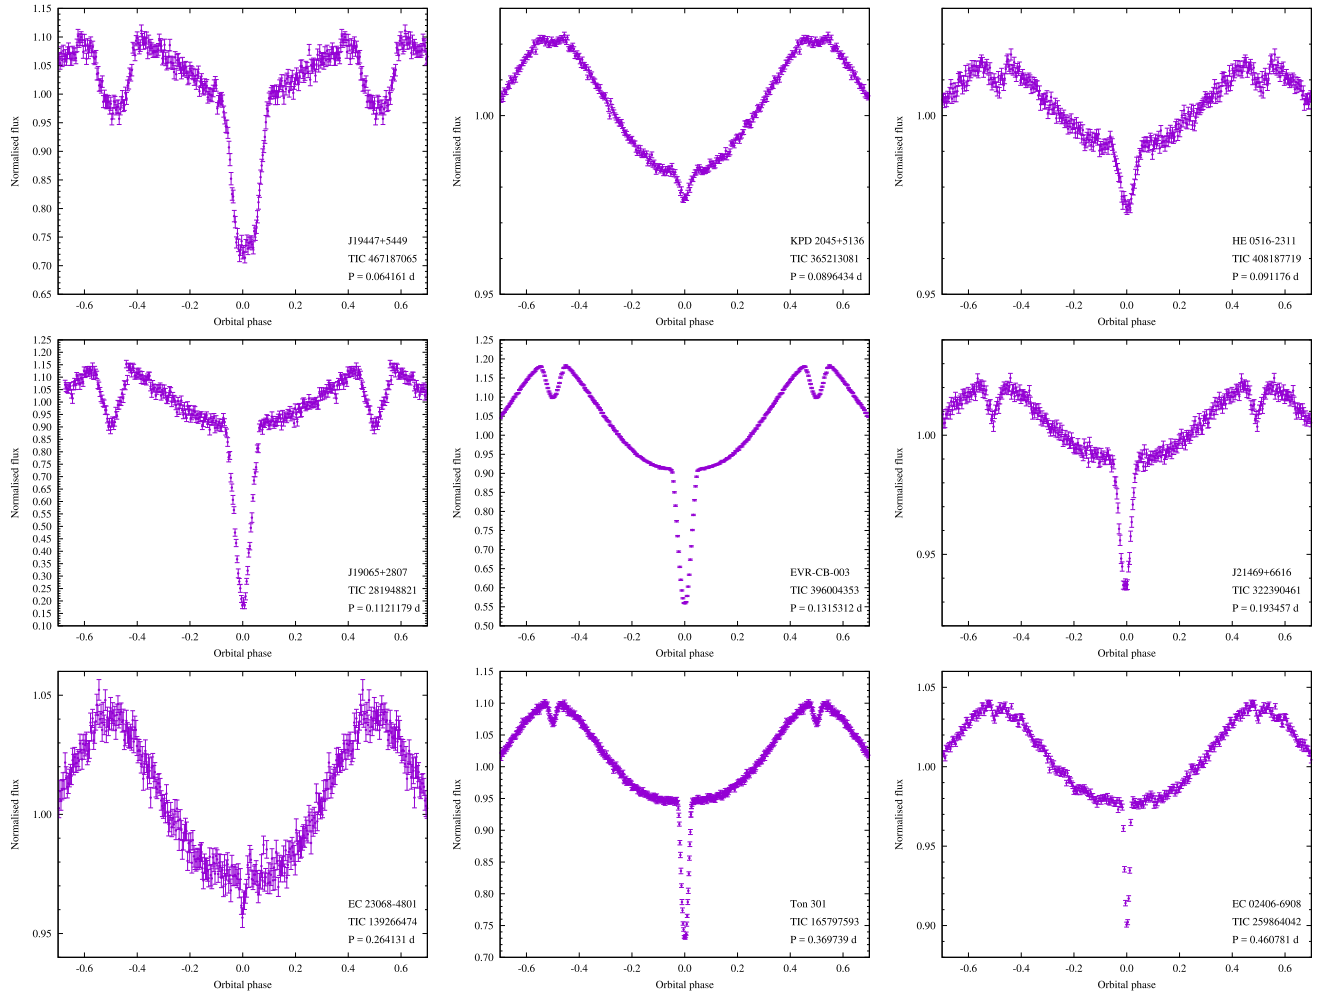 1.15
1.10
1.05
1.00
0.95
0.90
0.85
0.80
0.75
0.70
0.65
Normalised flux
J19447+5449
TIC 467187065
P = 0.064161 d
-0.6 -0.4 -0.2 0.0 0.2 0.4 0.6
Orbital phase
1.00
0.95
Normalised flux
KPD 2045+5136
TIC 365213081
P = 0.0896434 d
-0.6 -0.4 -0.2 0.0 0.2 0.4 0.6
Orbital phase
1.00
0.95
Normalised flux
HE 0516-2311
TIC 408187719
P = 0.091176 d
-0.6 -0.4 -0.2 0.0 0.2 0.4 0.6
Orbital phase
1.25
1.20
1.15
1.10
1.05
1.00
0.95
0.90
0.85
0.80
0.75
0.70
0.65
0.60
0.55
0.50
0.45
0.40
0.35
0.30
0.25
0.20
0.15
0.10
Normalised flux
J19065+2807
TIC 281948821
P = 0.1121179 d
-0.6 -0.4 -0.2 0.0 0.2 0.4 0.6
Orbital phase
1.25
1.20
1.15
1.10
1.05
1.00
0.95
0.90
0.85
0.80
0.75
0.70
0.65
0.60
0.55
0.50
Normalised flux
EVR-CB-003
TIC 396004353
P = 0.1315312 d
-0.6 -0.4 -0.2 0.0 0.2 0.4 0.6
Orbital phase
1.00
0.95
Normalised flux
J21469+6616
TIC 322390461
P = 0.193457 d
-0.6 -0.4 -0.2 0.0 0.2 0.4 0.6
Orbital phase
1.05
1.00
0.95
Normalised flux
EC 23068-4801
TIC 139266474
P = 0.264131 d
-0.6 -0.4 -0.2 0.0 0.2 0.4 0.6
Orbital phase
1.15
1.10
1.05
1.00
0.95
0.90
0.85
0.80
0.75
0.70
Normalised flux
Ton 301
TIC 165797593
P = 0.369739 d
-0.6 -0.4 -0.2 0.0 0.2 0.4 0.6
Orbital phase
1.05
1.00
0.95
0.90
Normalised flux
EC 02406-6908
TIC 259864042
P = 0.460781 d
-0.6 -0.4 -0.2 0.0 0.2 0.4 0.6
Orbital phase